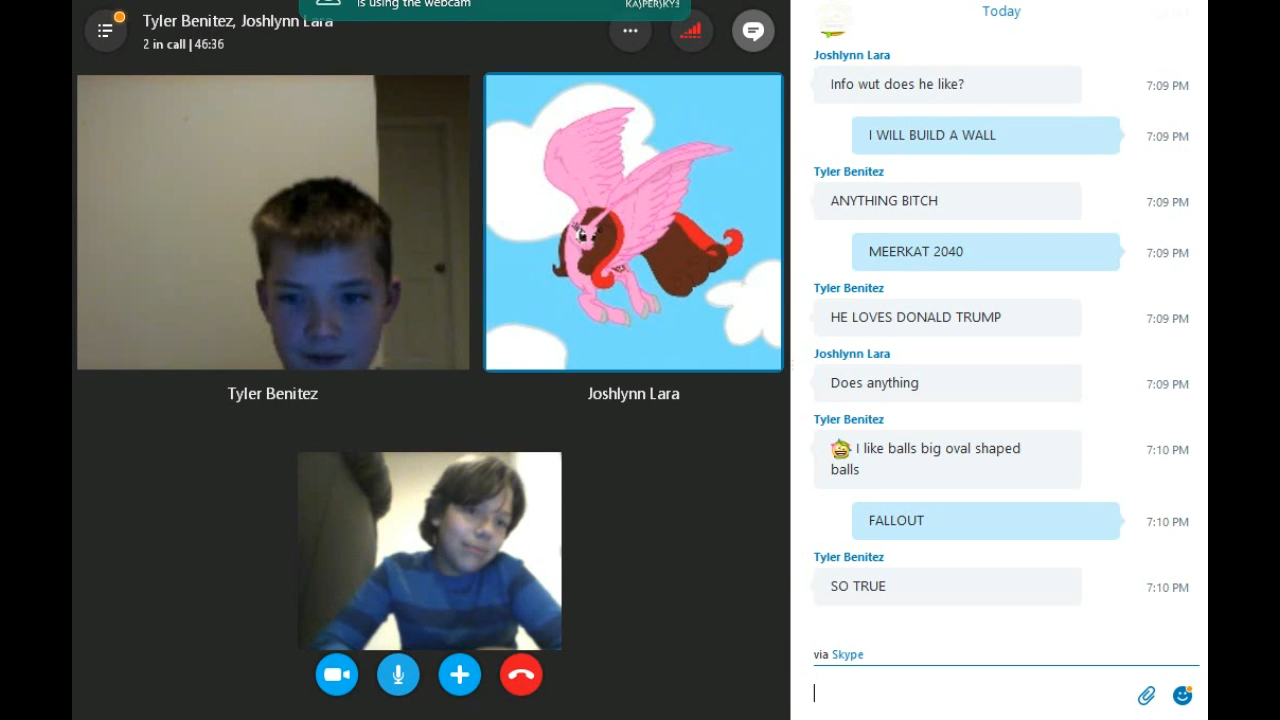 is using the webcam
KASPERSKY
Tyler Benitez, Joshlynn Lara
2 in call | 46:36
Tyler Benitez
Joshlynn Lara
Today
Joshlynn Lara
Info wut does he like?
7:09 PM
I WILL BUILD A WALL
7:09 PM
Tyler Benitez
ANYTHING BITCH
7:09 PM
MEERKAT 2040
7:09 PM
Tyler Benitez
HE LOVES DONALD TRUMP
7:09 PM
Joshlynn Lara
Does anything
7:09 PM
Tyler Benitez
I like balls big oval shaped
balls
7:10 PM
FALLOUT
7:10 PM
Tyler Benitez
SO TRUE
7:10 PM
via Skype